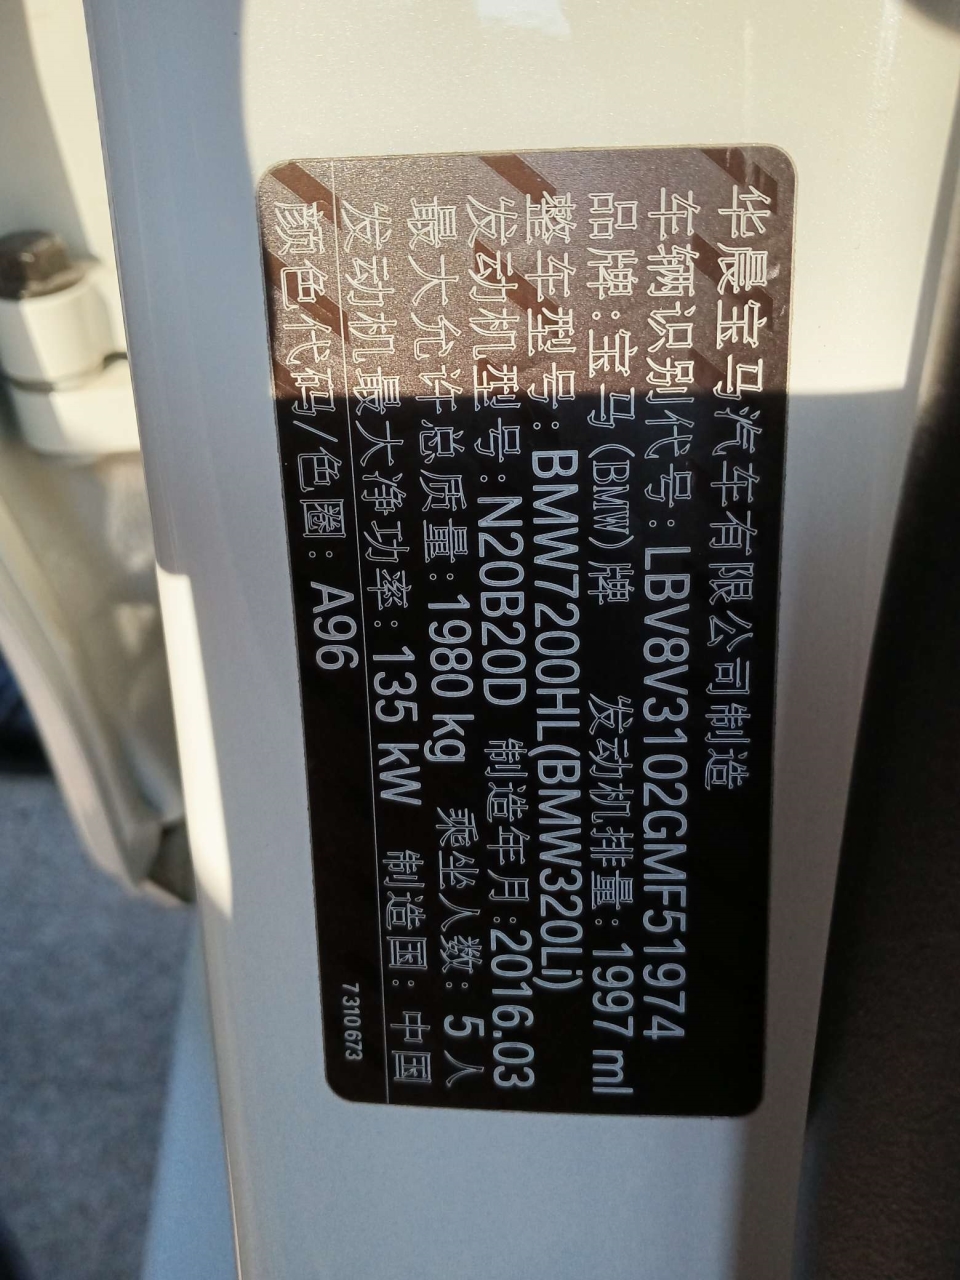 华晨宝马汽车有限公司制造
车辆识别代号:LBV8V3102GMF51974
品牌:宝马(BMW)牌 发动机排量:1997 ml
整车型号:BMW7200HL(BMW320Li)
发动机型号:N20B20D 制造年月:2016.03
最大允许总质量:1980 kg 乘坐人数:5人
发动机最大净功率:135 kW 制造国:中国
颜色代码/色圈:A96
7310673